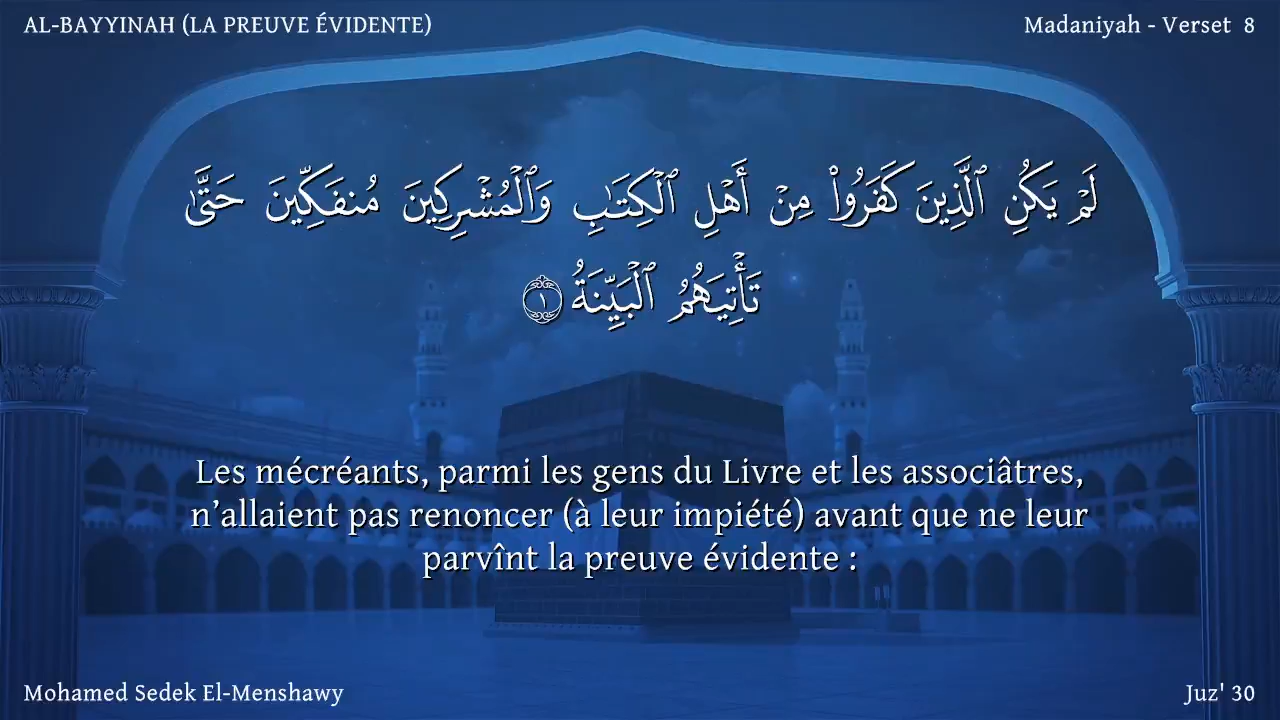 AL-BAYYINAH (LA PREUVE ÉVIDENTE)
Madaniyah - Verset 8
لَمْ يَكُنِ ٱلَّذِينَ كَفَرُوا۟ مِنْ أَهْلِ ٱلْكِتَـٰبِ وَٱلْمُشْرِكِينَ مُنفَكِّينَ حَتَّىٰ
تَأْتِيَهُمُ ٱلْبَيِّنَةُ ١
Les mécréants, parmi les gens du Livre et les associâtres,
n’allaient pas renoncer (à leur impiété) avant que ne leur
parvînt la preuve évidente :
Mohamed Sedek El-Menshawy
Juz' 30